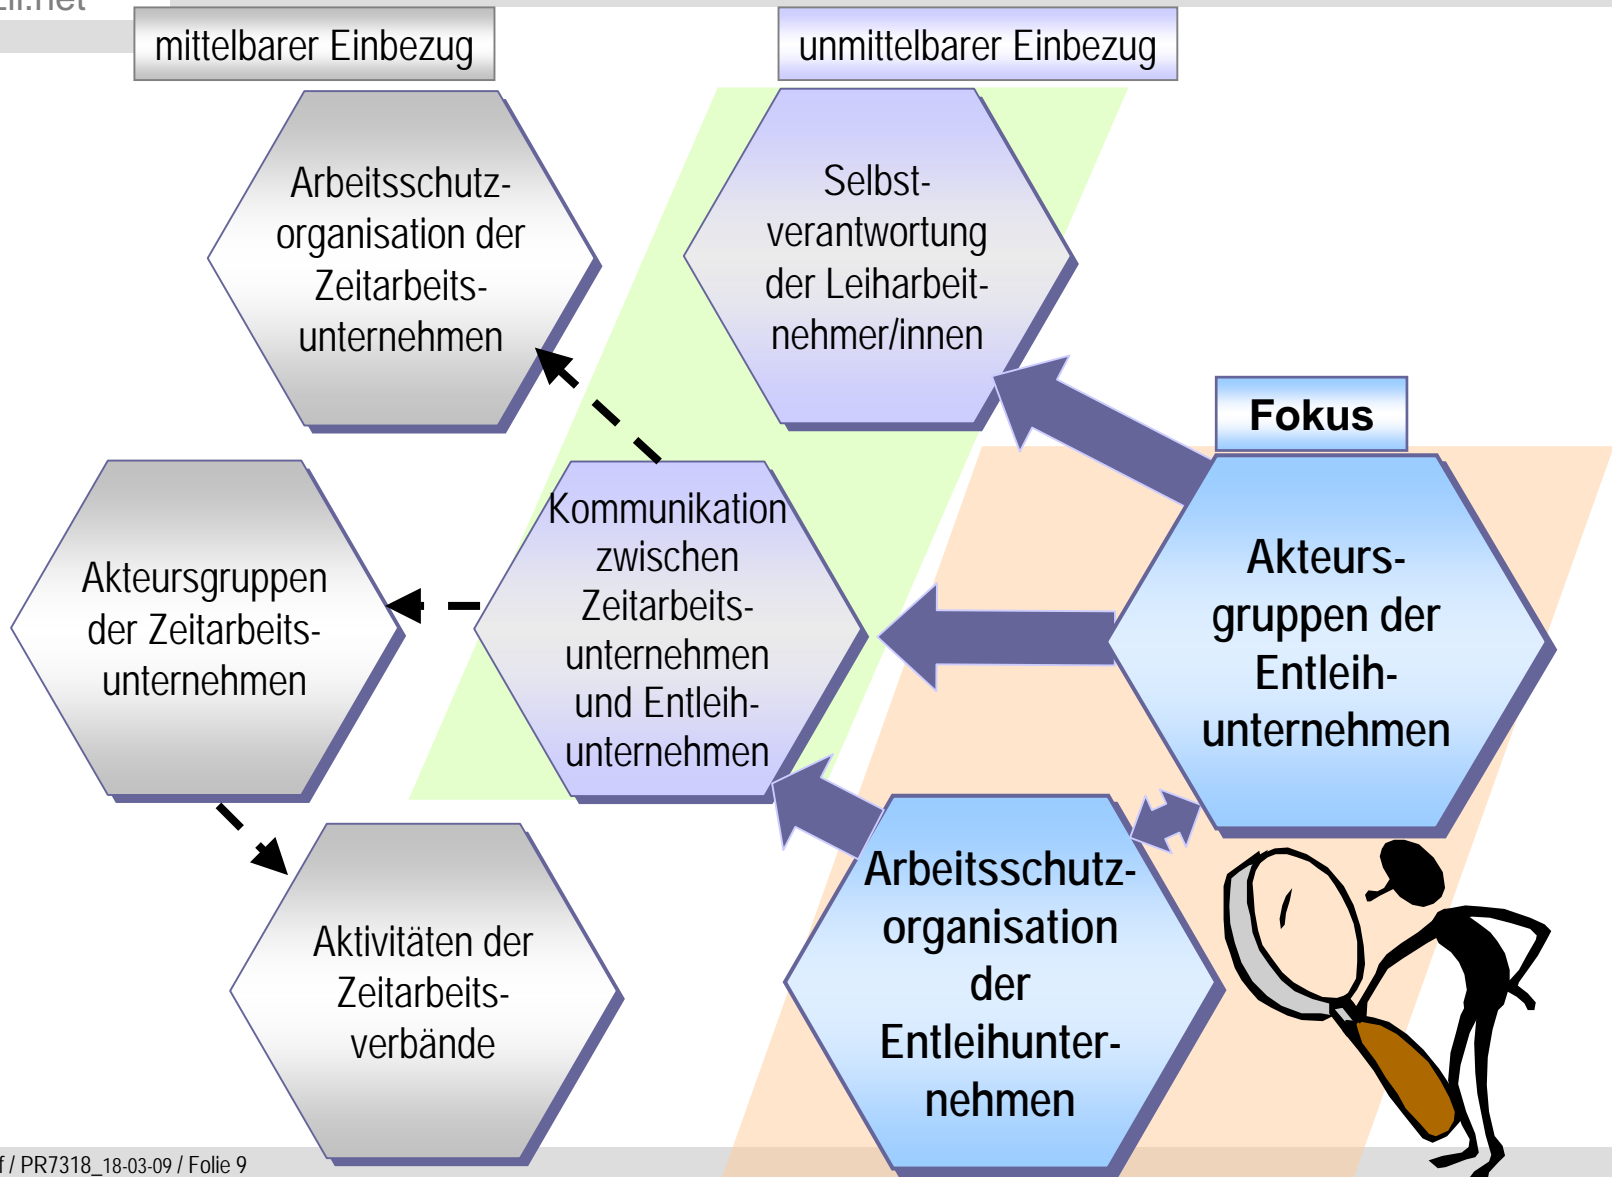 mittelbarer Einbezug
unmittelbarer Einbezug
Arbeitsschutz-
organisation der
Zeitarbeits-
unternehmen
Selbst-
verantwortung
der Leiharbeit-
nehmer/innen
Fokus
Akteursgruppen
der Zeitarbeits-
unternehmen
Kommunikation
zwischen
Zeitarbeits-
unternehmen
und Entleih-
unternehmen
Akteurs-
gruppen der
Entleih-
unternehmen
Aktivitäten der
Zeitarbeits-
verbände
Arbeitsschutz-
organisation
der
Entleihunter-
nehmen
/ PR7318_18-03-09 / Folie 9